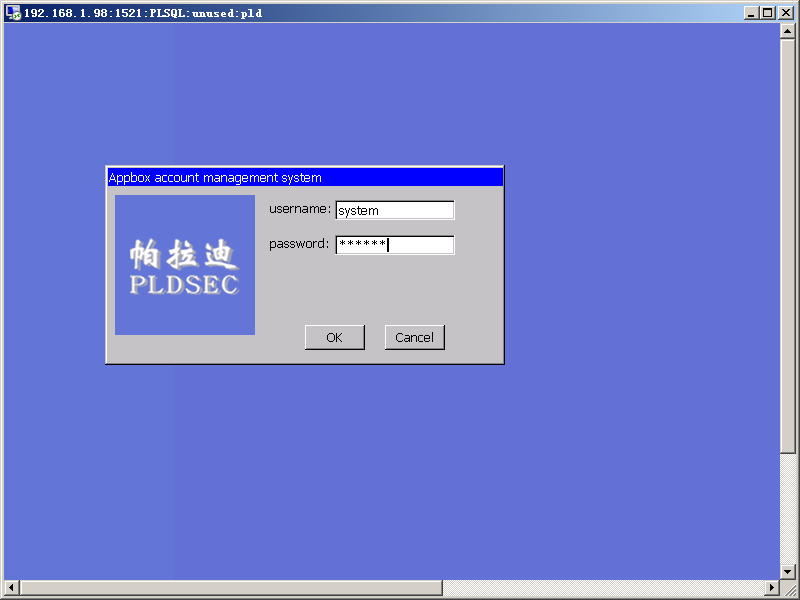 192.168.1.98:1521:PLSQL:unused:pld
Appbox account management system
帕拉迪
PLDSEC
username: system
password: ******
OK
Cancel